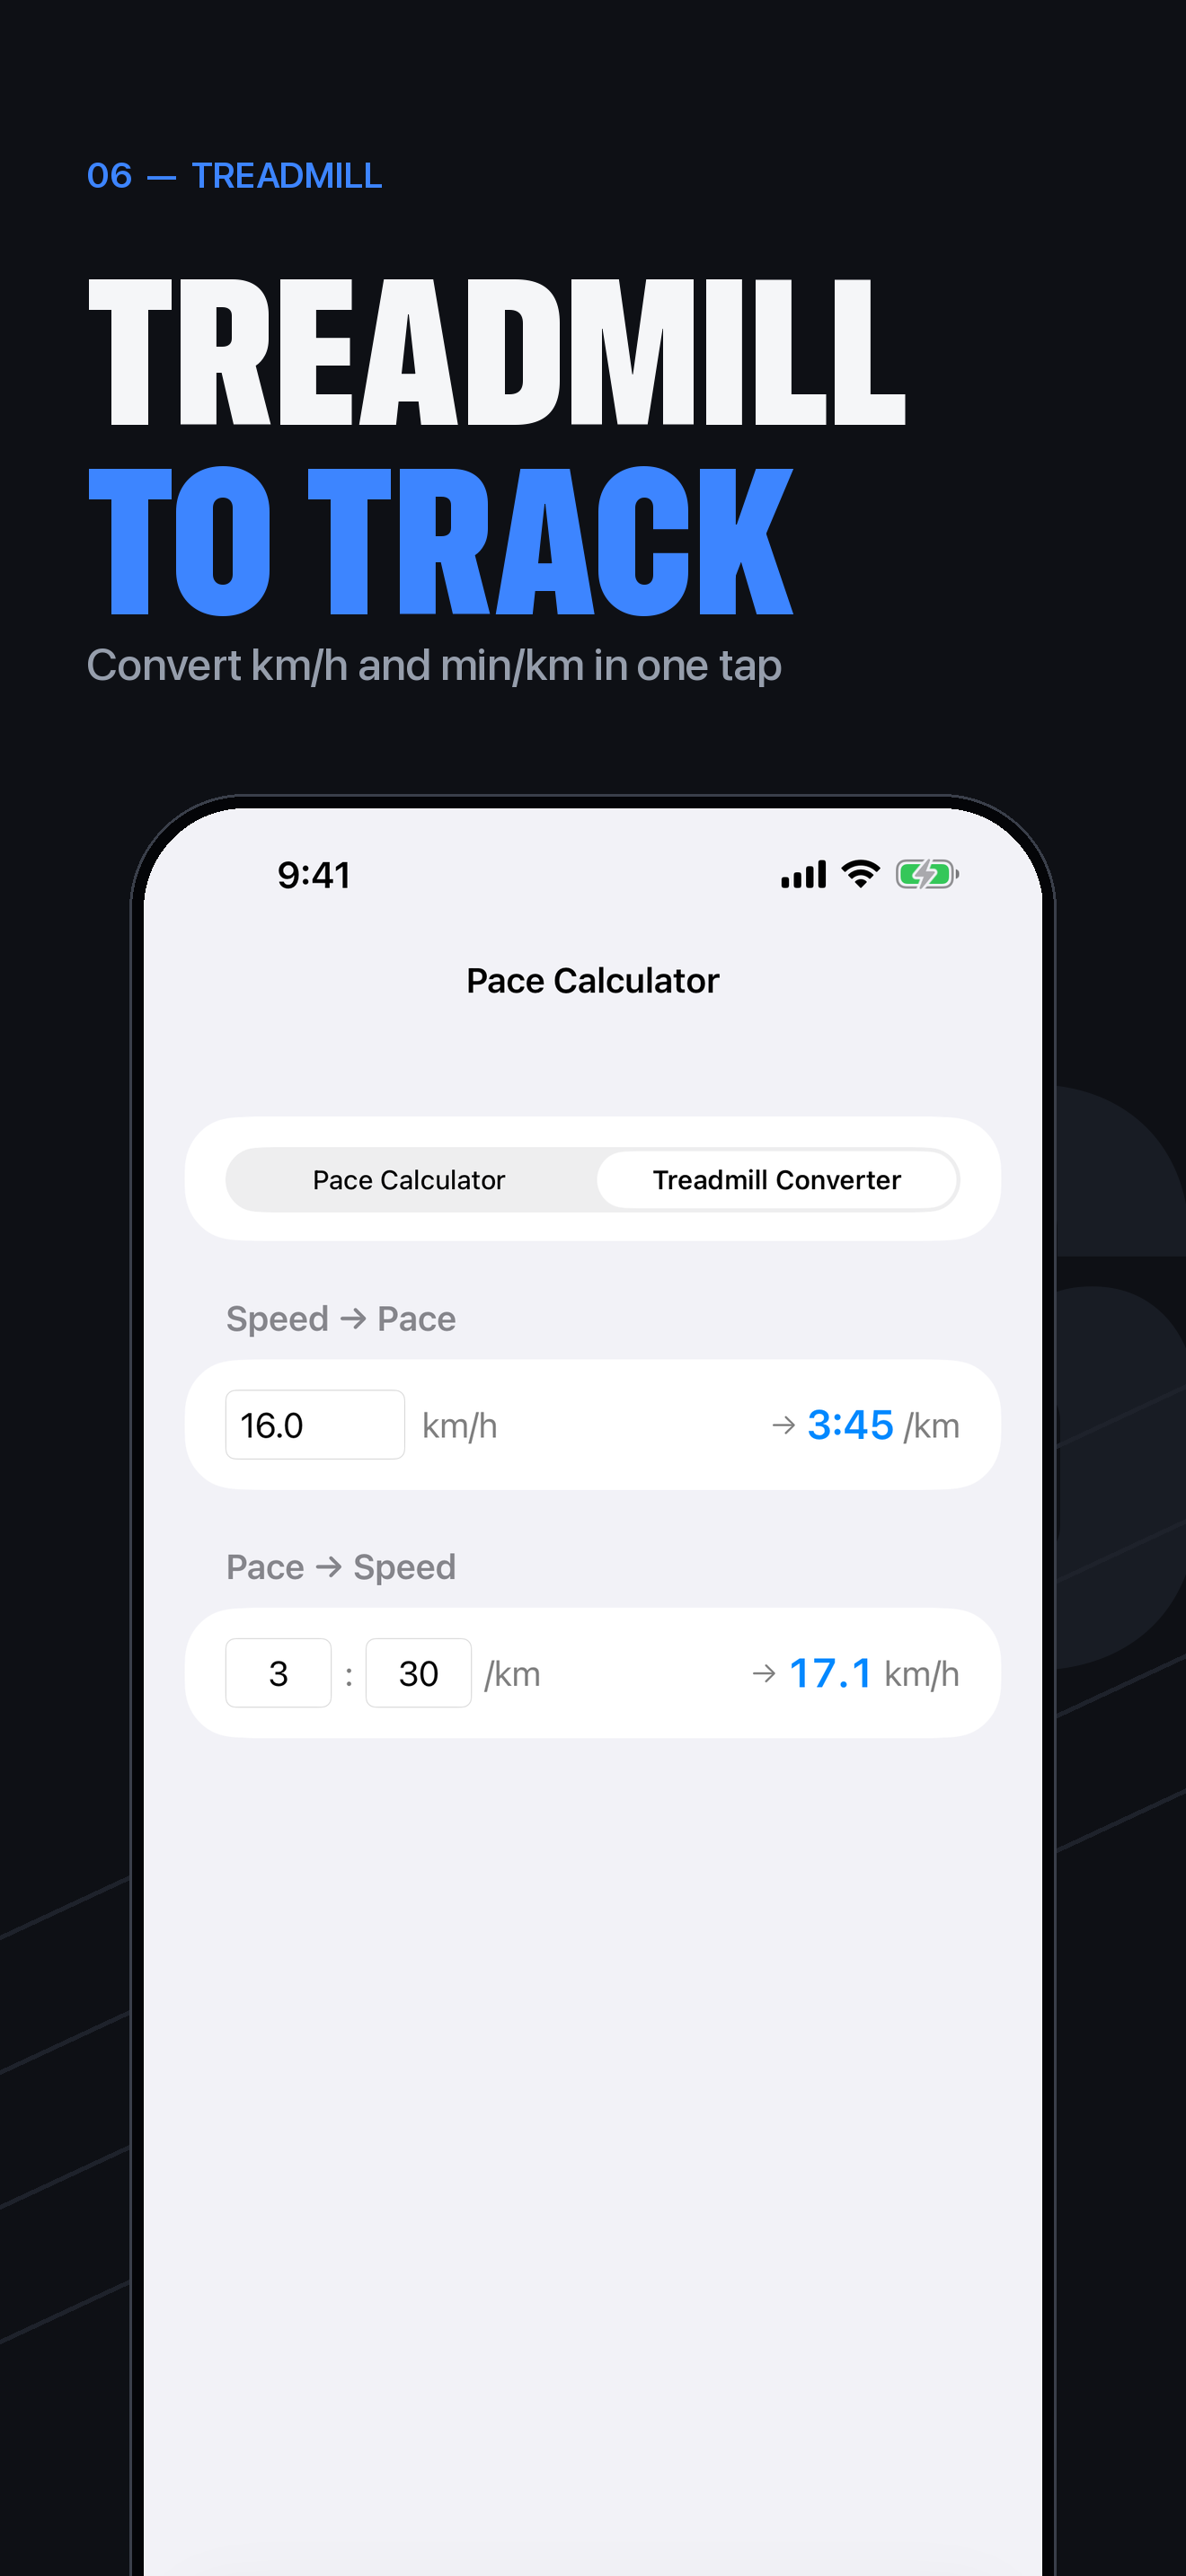 06 — TREADMILL
TREADMILL
TO TRACK
Convert km/h and min/km in one tap
9:41
Pace Calculator
Pace Calculator Treadmill Converter
Speed → Pace
16.0 km/h → 3:45 /km
Pace → Speed
3 : 30 /km → 17.1 km/h